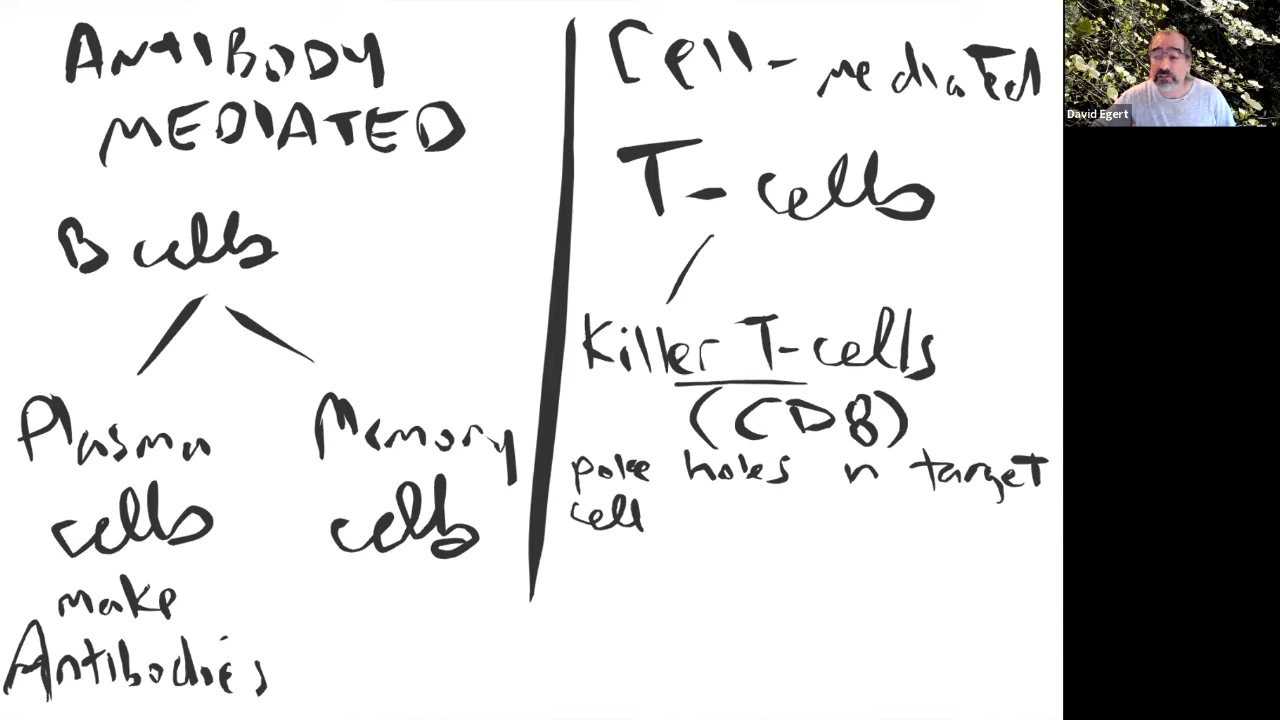 ANTIBODY
MEDIATED
B cells
Plasma
cells
make
Antibodies
Memory
cells
Cell-mediated
T-cells
Killer T-cells
(CD8)
poke holes n target
cell
David Egert